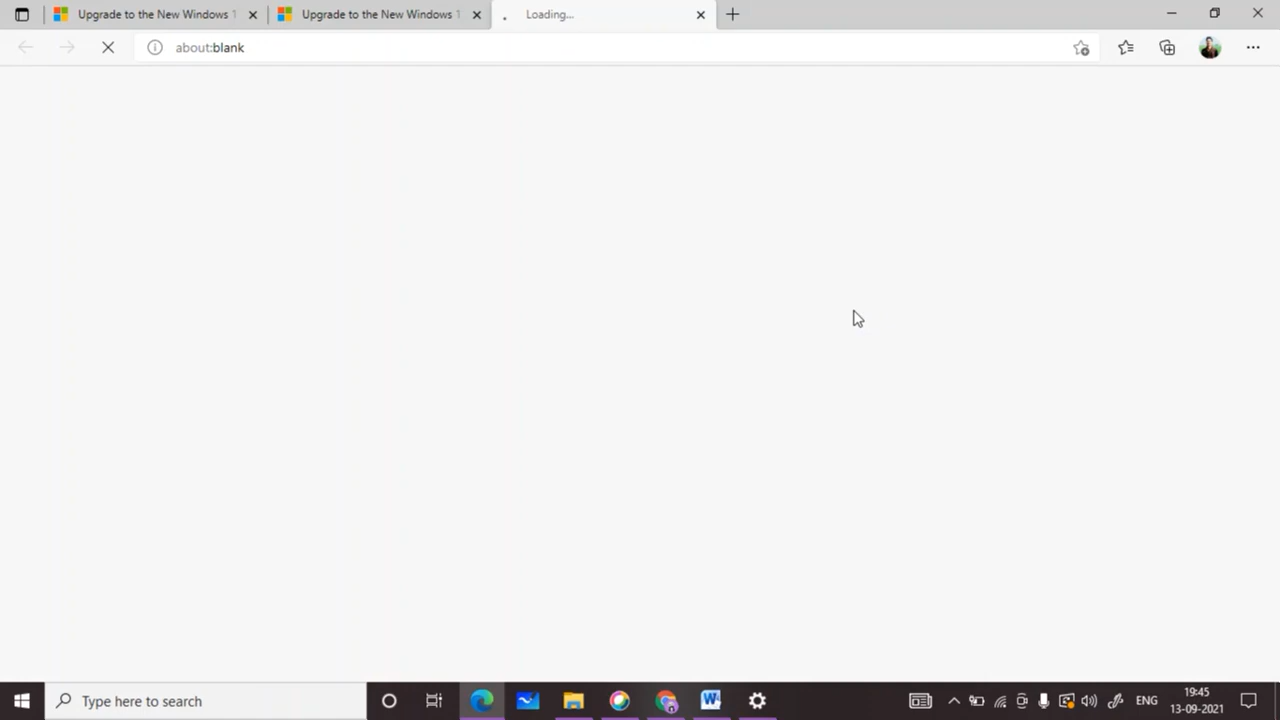 Upgrade to the New Windows 1
Upgrade to the New Windows 1
Loading...
about:blank
Type here to search
ENG
19:45
13-09-2021